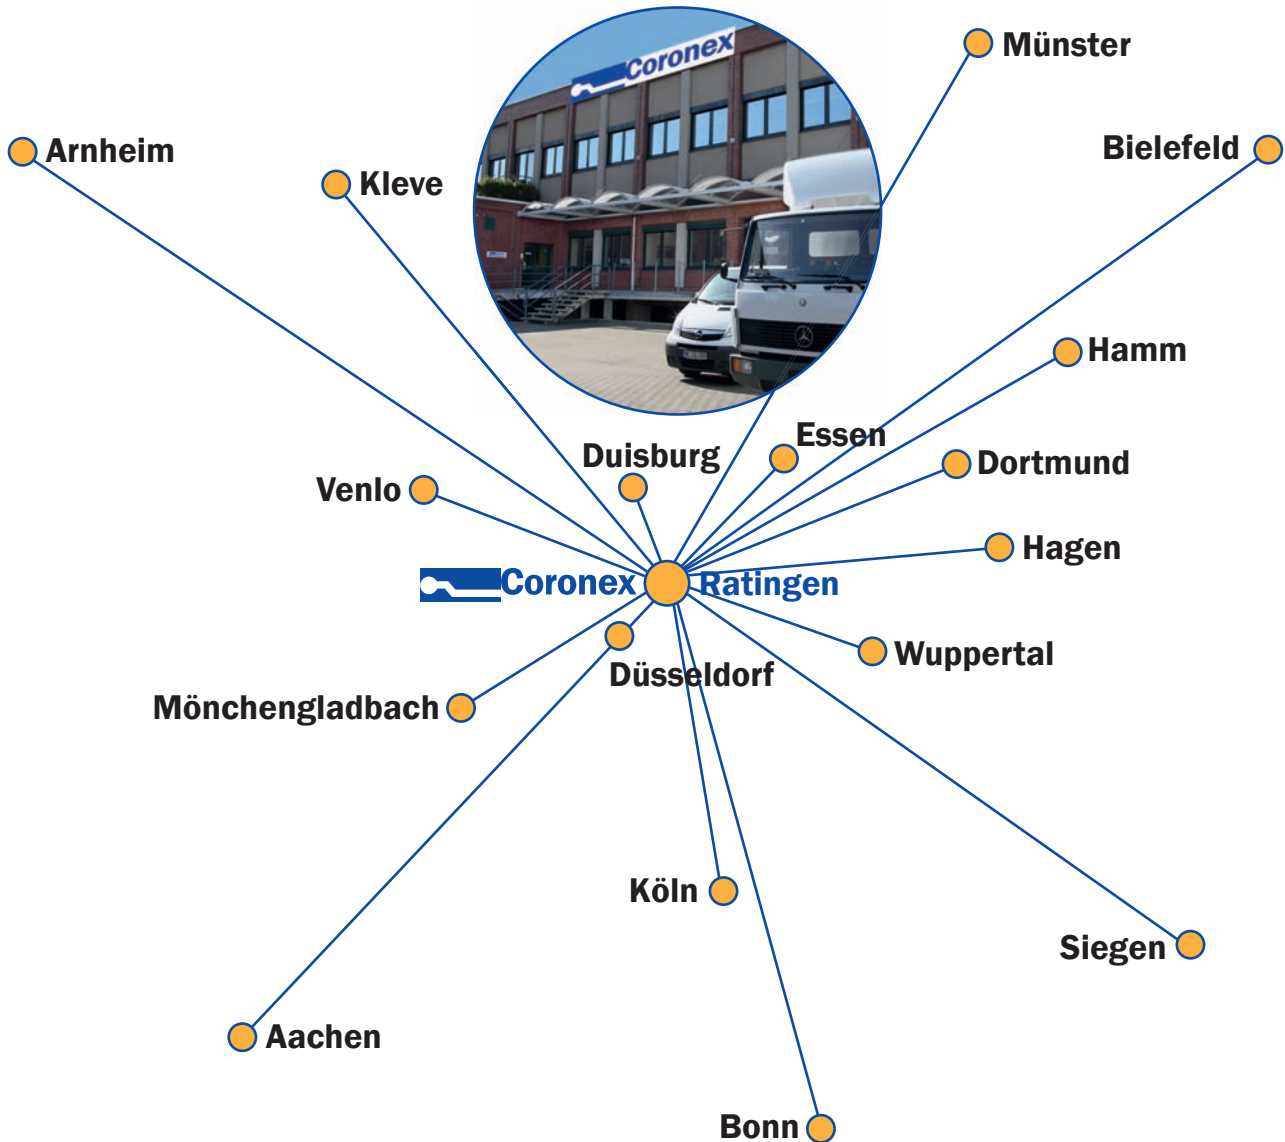 Coronex
Münster
Arnheim
Bielefeld
Kleve
Hamm
Essen
Duisburg
Dortmund
Venlo
Hagen
Coronex Ratingen
Wuppertal
Düsseldorf
Mönchengladbach
Köln
Siegen
Aachen
Bonn